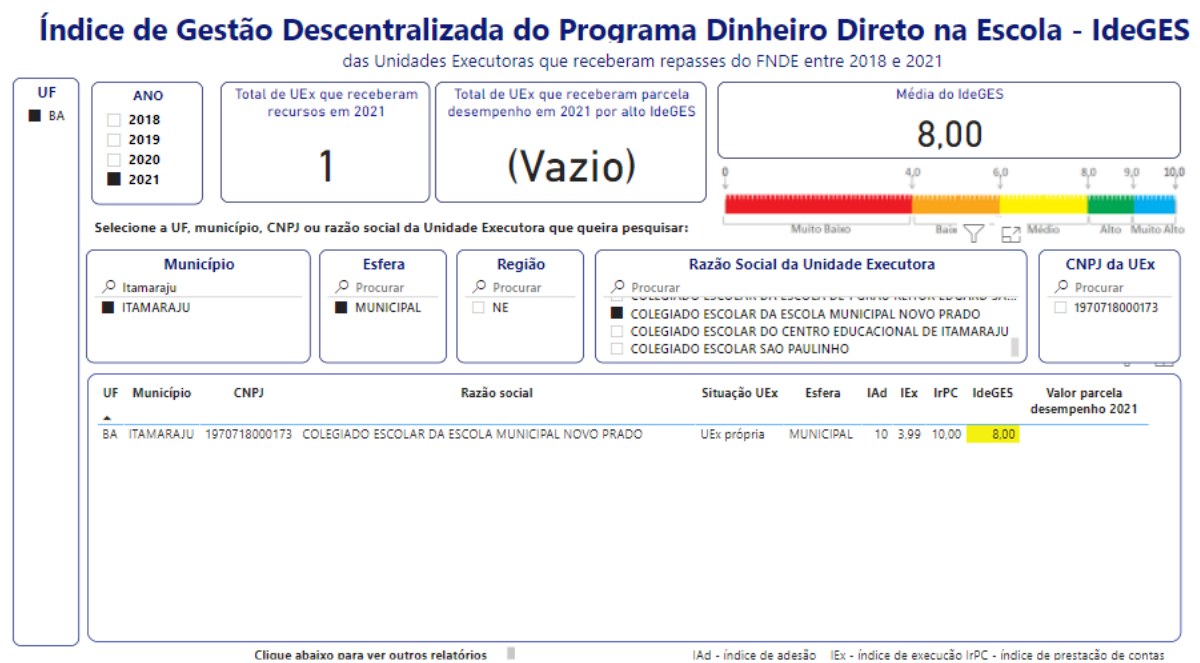 Índice de Gestão Descentralizada do Programa Dinheiro Direto na Escola - IdeGES
das Unidades Executoras que receberam repasses do FNDE entre 2018 e 2021
UF
BA
ANO
2018
2019
2020
2021
Total de UEx que receberam
recursos em 2021
1
Total de UEx que receberam parcela
desempenho em 2021 por alto IdeGES
(Vazio)
Média do IdeGES
8,00
0 4,0 6,0 8,0 9,0 10,0
Muito Baixo Baix Médio Alto Muito Alto
Selecione a UF, município, CNPJ ou razão social da Unidade Executora que queira pesquisar:
Município
Itamaraju
ITAMARAJU
Esfera
Procurar
MUNICIPAL
Região
Procurar
NE
Razão Social da Unidade Executora
Procurar
COLEGIADO ESCOLAR DA ESCOLA MUNICIPAL NOVO PRADO
COLEGIADO ESCOLAR DO CENTRO EDUCACIONAL DE ITAMARAJU
COLEGIADO ESCOLAR SAO PAULINHO
CNPJ da UEx
Procurar
1970718000173
UF Município CNPJ Razão social Situação UEx Esfera IAd IEx IrPC IdeGES Valor parcela
desempenho 2021
BA ITAMARAJU 1970718000173 COLEGIADO ESCOLAR DA ESCOLA MUNICIPAL NOVO PRADO UEx própria MUNICIPAL 10 3,99 10,00 8,00
Clique abaixo para ver outros relatórios
IAd - índice de adesão IEx - índice de execução IrPC - índice de prestação de contas